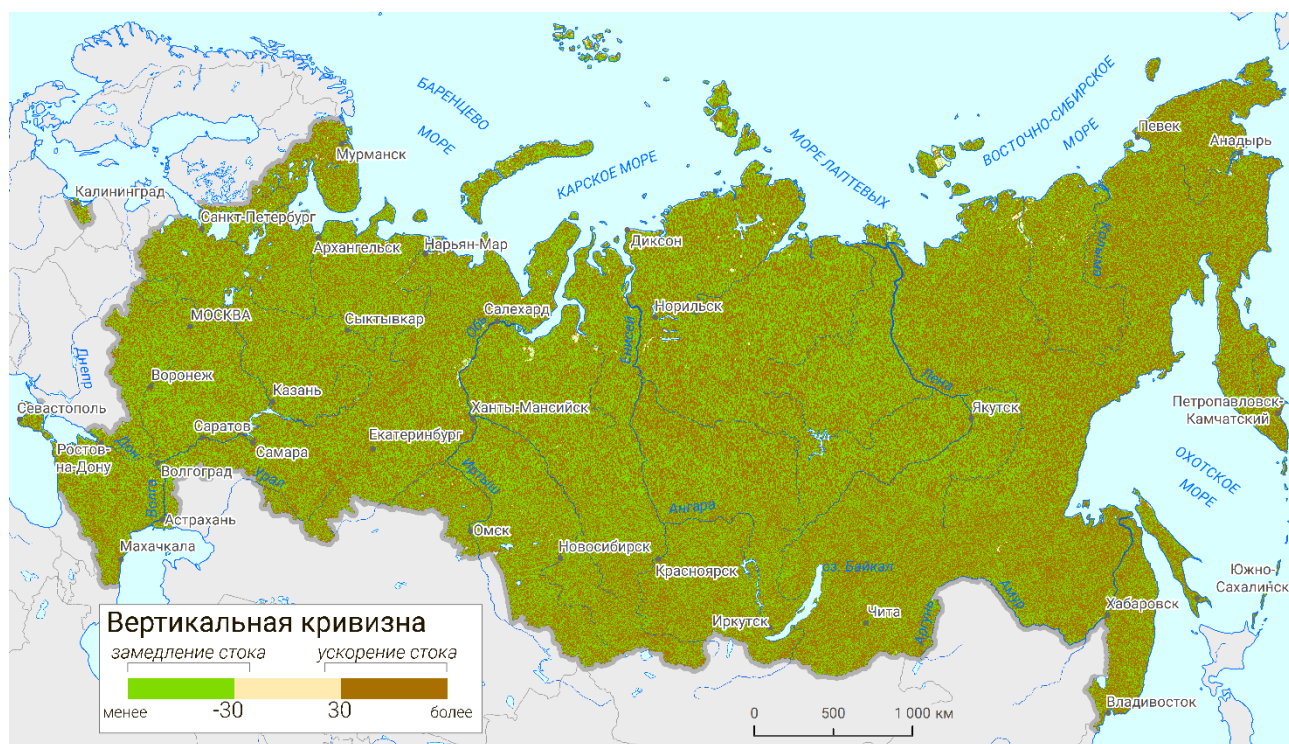 БАРЕНЦЕВО
МОРЕ
КАРСКОЕ МОРЕ
МОРЕ ЛАПТЕВЫХ
ВОСТОЧНО-СИБИРСКОЕ
МОРЕ
Певек
Анадырь
Мурманск
Калининград
Санкт-Петербург
Архангельск
Нарьян-Мар
Диксон
Колыма
МОСКВА
Сыктывкар
Салехард
Обь
Норильск
Енисей
Днепр
Воронеж
Казань
Ханты-Мансийск
Лена
Якутск
Петропавловск-
Камчатский
Севастополь
Саратов
Екатеринбург
Ростов-
на-Дону
Дон
Самара
Волгоград
Урал
Иртыш
ОХОТСКОЕ
МОРЕ
Волга
Астрахань
Омск
Ангара
Махачкала
Новосибирск
Красноярск
оз. Байкал
Южно-
Сахалинск
Иркутск
Чита
Аргунь
Амур
Хабаровск
Владивосток
Вертикальная кривизна
замедление стока ускорение стока
менее -30 30 более
0 500 1 000 км